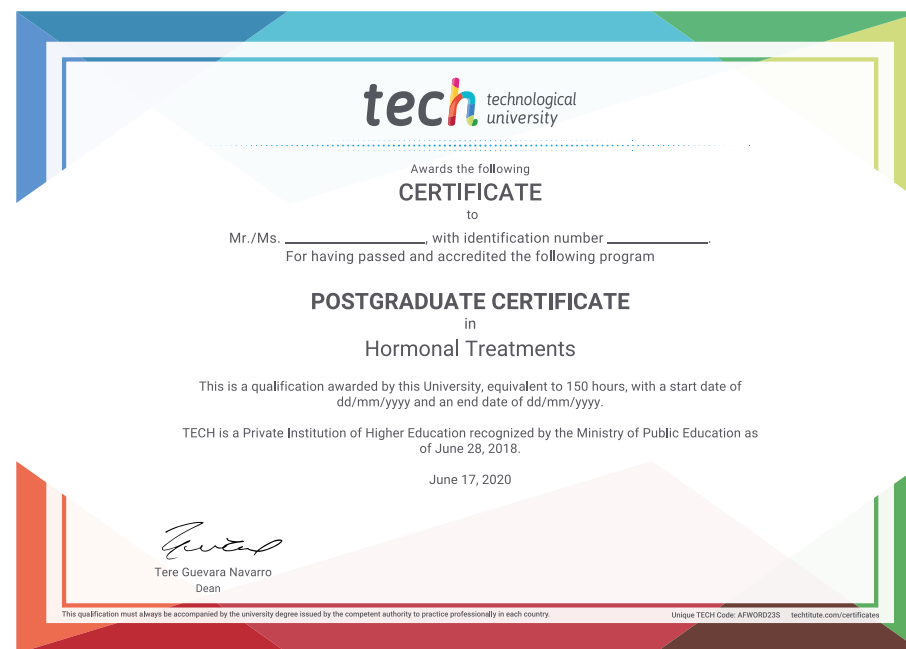 tech technological
university
Awards the following
CERTIFICATE
to
Mr./Ms. ____________________, with identification number ______________.
For having passed and accredited the following program
POSTGRADUATE CERTIFICATE
in
Hormonal Treatments
This is a qualification awarded by this University, equivalent to 150 hours, with a start date of
dd/mm/yyyy and an end date of dd/mm/yyyy.
TECH is a Private Institution of Higher Education recognized by the Ministry of Public Education as
of June 28, 2018.
June 17, 2020
Tere Guevara Navarro
Dean
This qualification must always be accompanied by the university degree issued by the competent authority to practice professionally in each country.
Unique TECH Code: AFWORD23S techtitute.com/certificates